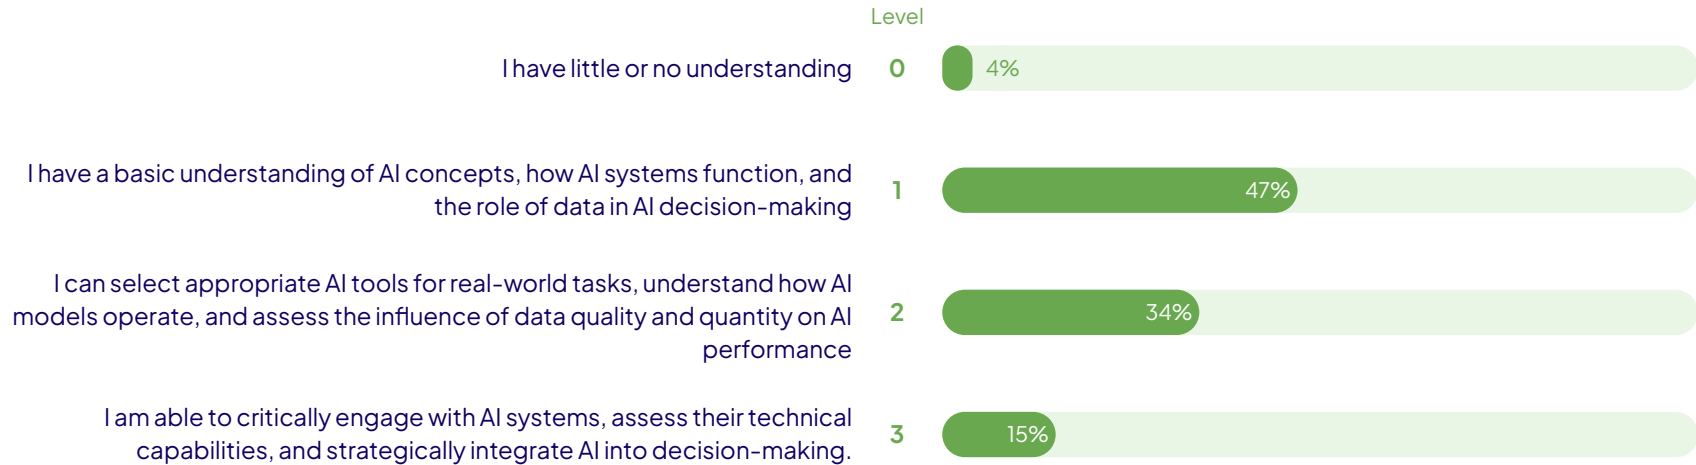 Level
I have little or no understanding 0 4%
I have a basic understanding of AI concepts, how AI systems function, and
the role of data in AI decision-making
1 47%
I can select appropriate AI tools for real-world tasks, understand how AI
models operate, and assess the influence of data quality and quantity on AI
performance
2 34%
I am able to critically engage with AI systems, assess their technical
capabilities, and strategically integrate AI into decision-making.
3 15%